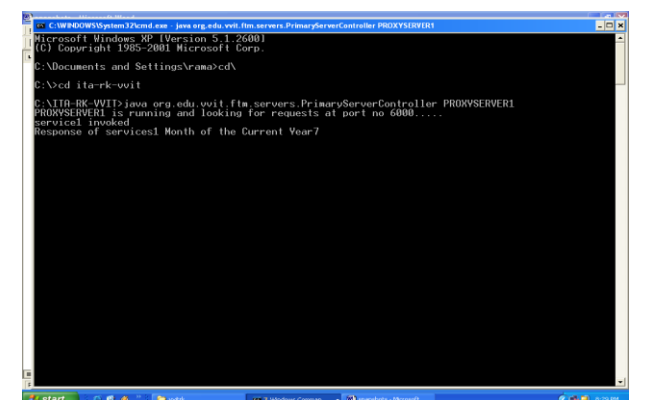 C:\WINDOWS\System32\cmd.exe - java org.edu.vvit.ftm.servers.PrimaryServerController PROXYSERVER1
Microsoft Windows XP [Version 5.1.2600]
(C) Copyright 1985-2001 Microsoft Corp.
C:\Documents and Settings\rama>cd\
C:\>cd ita-rk-vvit
C:\ITA-RK-VVIT>java org.edu.vvit.ftm.servers.PrimaryServerController PROXYSERVER1
PROXYSERVER1 is running and looking for requests at port no 6000.....
service1 invoked
Response of services1 Month of the Current Year7
start